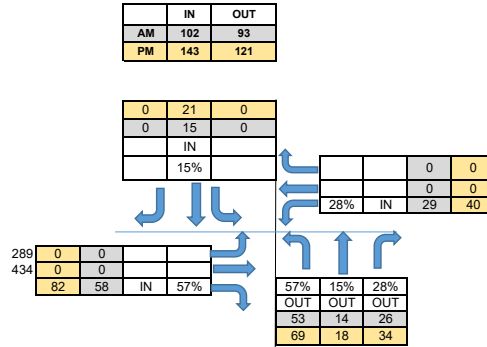 IN OUT
AM 102 93
PM 143 121
0 21 0
0 15 0
IN
15%
0 0
0 0
28% IN 29 40
289 0 0
434 0 0
82 58 IN 57%
57% 15% 28%
OUT OUT OUT
53 14 26
69 18 34